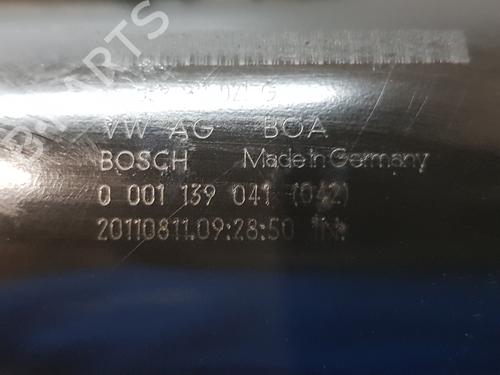 VW AG BOA
BOSCH Made in Germany
0 001 139 041 (042)
20110811.09:28:50